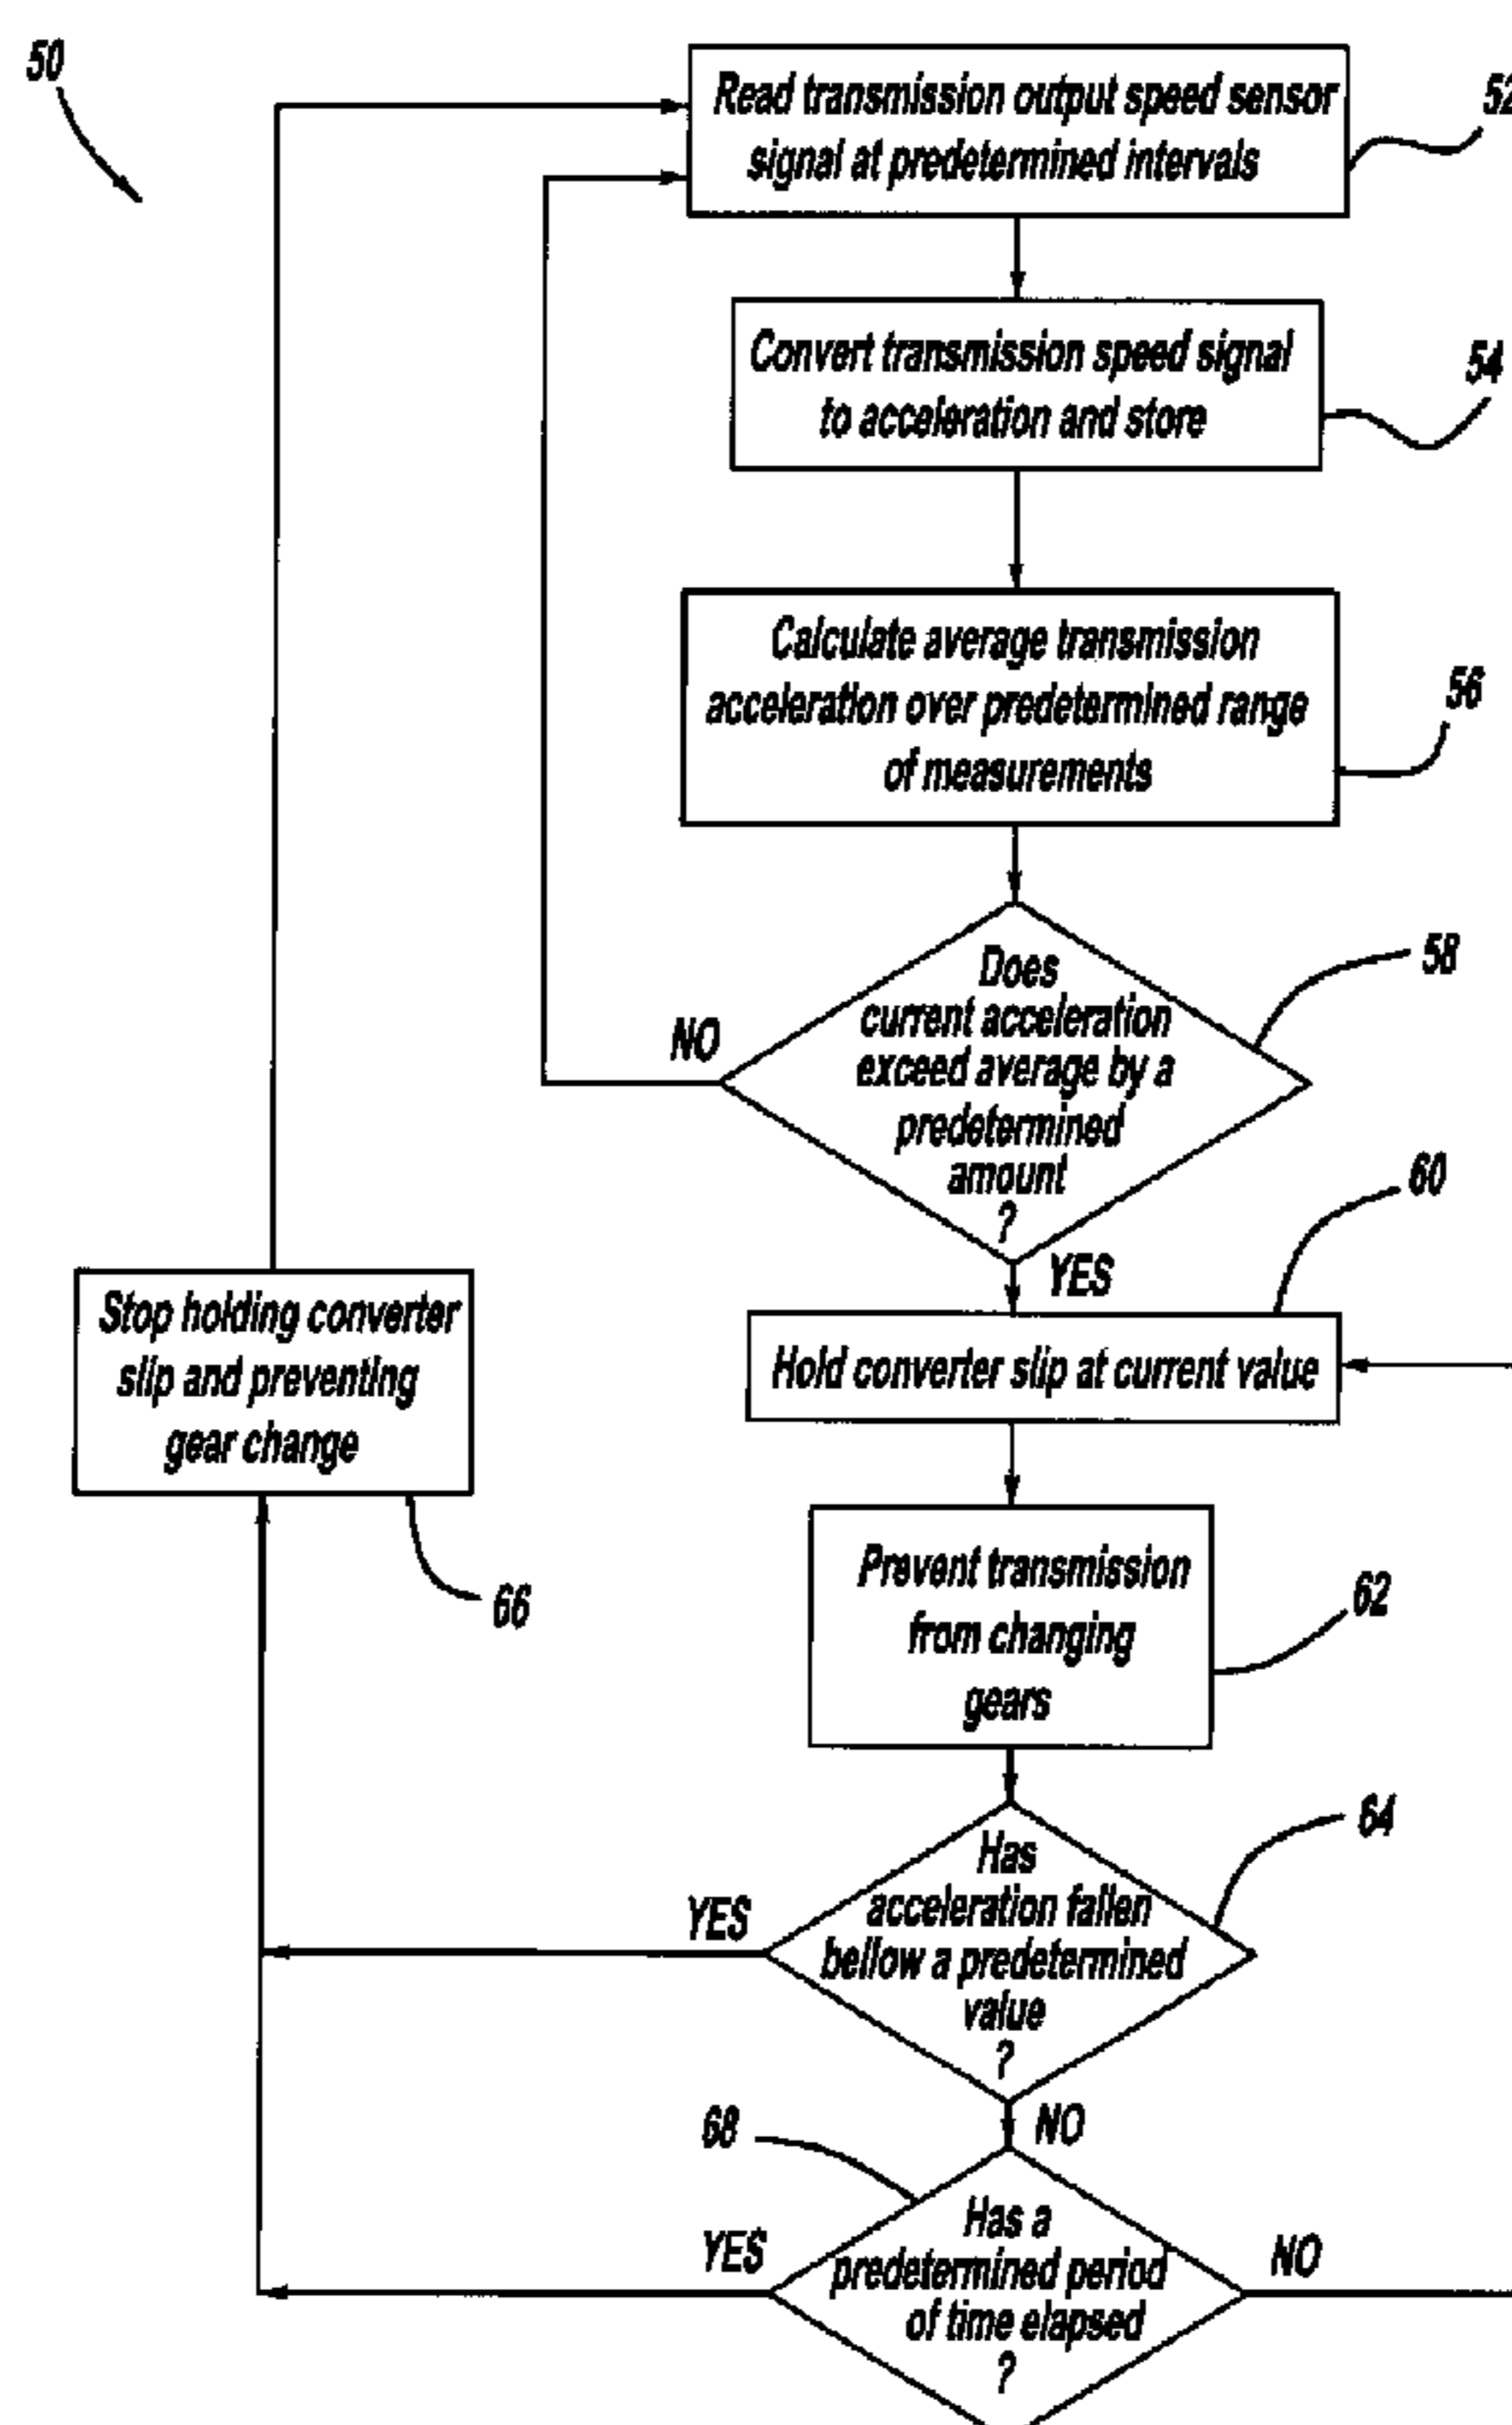 50
Read transmission output speed sensor
signal at predetermined intervals
52
Convert transmission speed signal
to acceleration and store
54
Calculate average transmission
acceleration over predetermined range
of measurements
56
Does
current acceleration
exceed average by a
predetermined
amount
?
58
NO
YES
60
Hold converter slip at current value
Stop holding converter
slip and preventing
gear change
66
Prevent transmission
from changing
gears
62
Has
acceleration fallen
bellow a predetermined
value
?
64
YES
NO
68
Has a
predetermined period
of time elapsed
?
YES
NO